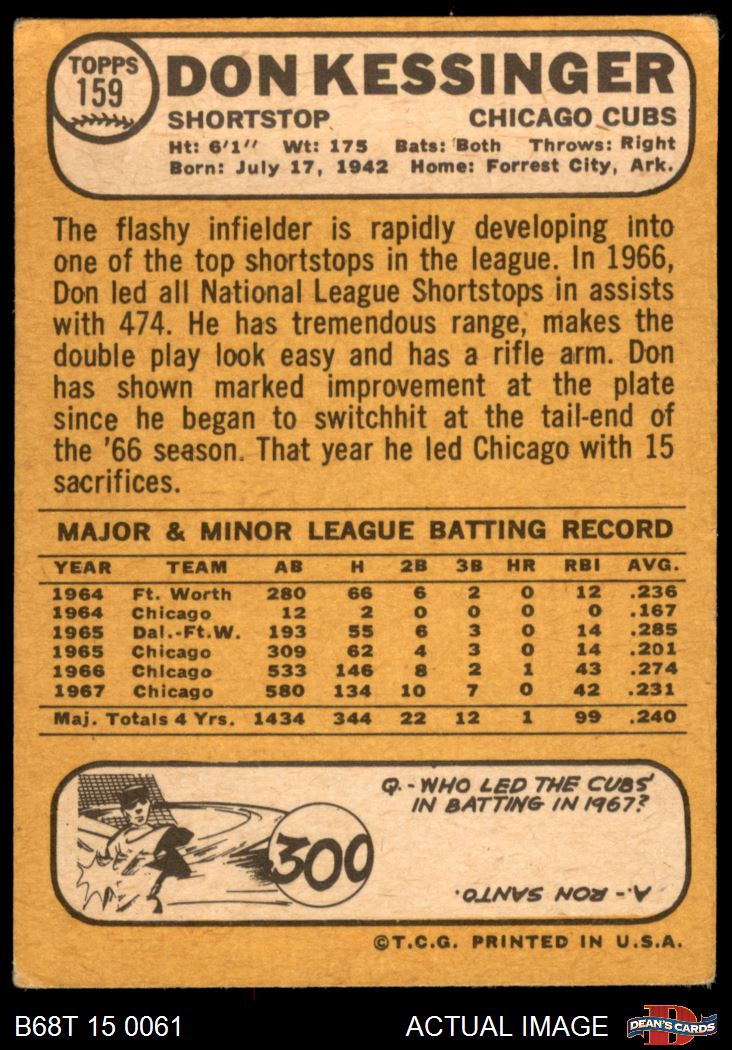 TOPPS
159
DON KESSINGER
SHORTSTOP CHICAGO CUBS
Ht: 6'1" Wt: 175 Bats: Both Throws: Right
Born: July 17, 1942 Home: Forrest City, Ark.
The flashy infielder is rapidly developing into
one of the top shortstops in the league. In 1966,
Don led all National League Shortstops in assists
with 474. He has tremendous range, makes the
double play look easy and has a rifle arm. Don
has shown marked improvement at the plate
since he began to switchhit at the tail-end of
the '66 season. That year he led Chicago with 15
sacrifices.
MAJOR & MINOR LEAGUE BATTING RECORD
YEAR TEAM AB H 2B 3B HR RBI AVG.
1964 Ft. Worth 280 66 6 2 0 12 .236
1964 Chicago 12 2 0 0 0 0 .167
1965 Dal.-Ft.W. 193 55 6 3 0 14 .285
1965 Chicago 309 62 4 3 0 14 .201
1966 Chicago 533 146 8 2 1 43 .274
1967 Chicago 580 134 10 7 0 42 .231
Maj. Totals 4 Yrs. 1434 344 22 12 1 99 .240
Q.-WHO LED THE CUBS'
IN BATTING IN 1967?
300
A.-RON SANTO.
©T.C.G. PRINTED IN U.S.A.
B68T 15 0061 ACTUAL IMAGE
D
DEAN'S CARDS